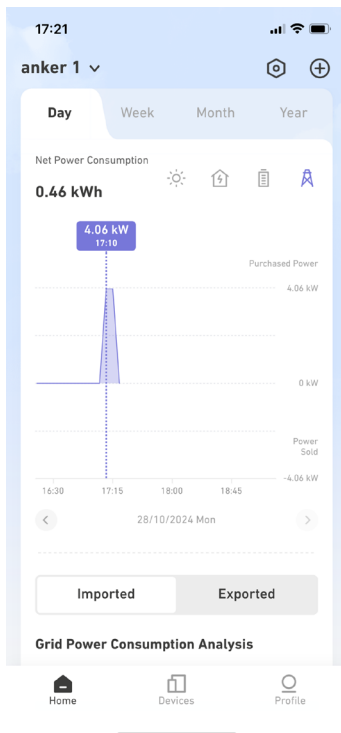 17:21
anker 1
Day
Week
Month
Year
Net Power Consumption
0.46 kWh
4.06 kW
17:10
Purchased Power
4.06 kW
0 kW
Power
Sold
-4.06 kW
16:30
17:15
18:00
18:45
28/10/2024 Mon
Imported
Exported
Grid Power Consumption Analysis
Home
Devices
Profile